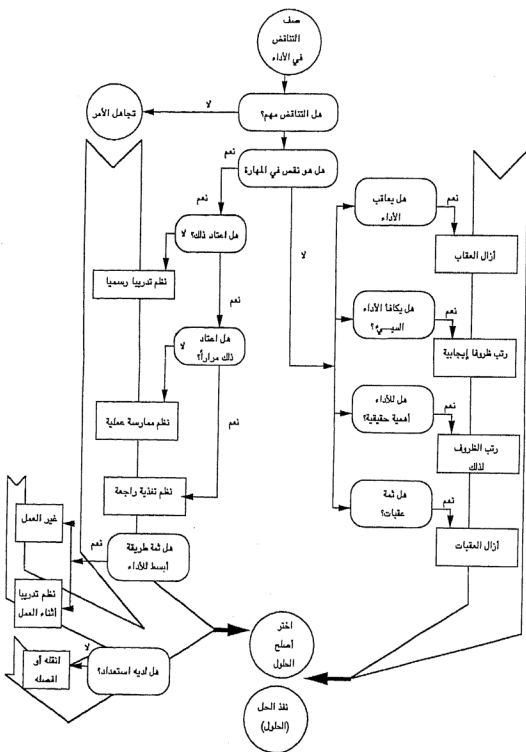 صف
التناقض
في الأداء
هل التناقض مهم؟
لا
تجاهل الأمر
نعم
هل هو نقص في المهارة
نعم
هل اعتاد ذلك؟
لا
نظم تدريبا رسميا
نعم
هل اعتاد
ذلك مراراً؟
لا
نظم ممارسة عملية
نعم
نظم تغذية راجعة
هل ثمة طريقة
أبسط للأداء
نعم
غير العمل
نظم تدريبا
أثناء العمل
هل لديه استعداد؟
لا
انقله أو
افصله
لا
هل يعاقب
الأداء
نعم
أزال العقاب
هل يكافأ الأداء
السيىء؟
نعم
رتب ظروفا إيجابية
هل للأداء
أهمية حقيقية؟
نعم
رتب الظروف
لذلك
هل ثمة
عقبات؟
نعم
أزال العقبات
اختر
أصلح
الحلول
نفذ الحل
(الحلول)